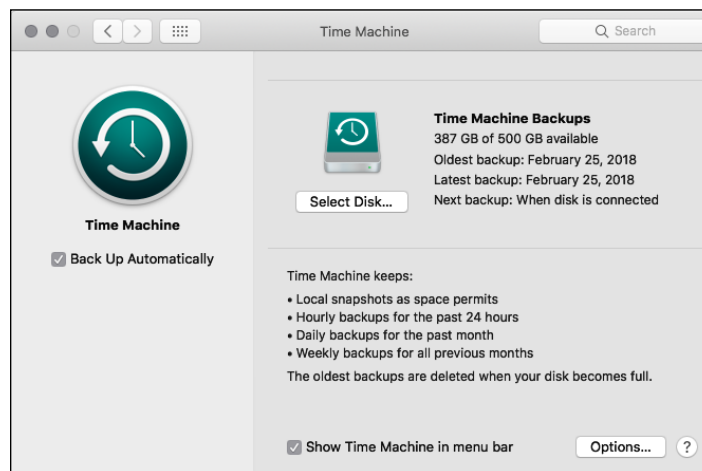 Time Machine
Search
Time Machine
Back Up Automatically
Select Disk...
Time Machine Backups
387 GB of 500 GB available
Oldest backup: February 25, 2018
Latest backup: February 25, 2018
Next backup: When disk is connected
Time Machine keeps:
• Local snapshots as space permits
• Hourly backups for the past 24 hours
• Daily backups for the past month
• Weekly backups for all previous months
The oldest backups are deleted when your disk becomes full.
Show Time Machine in menu bar
Options...
?